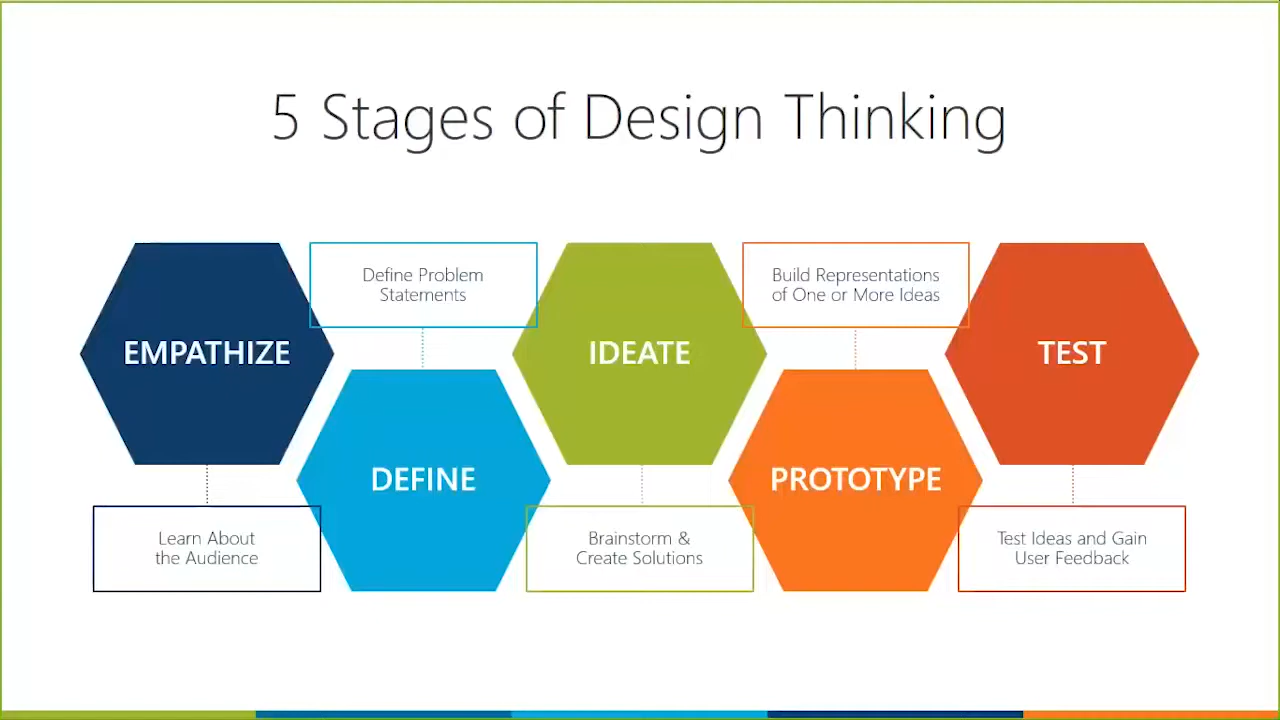 5 Stages of Design Thinking
EMPATHIZE
Learn About
the Audience
Define Problem
Statements
DEFINE
IDEATE
Brainstorm &
Create Solutions
Build Representations
of One or More Ideas
PROTOTYPE
TEST
Test Ideas and Gain
User Feedback